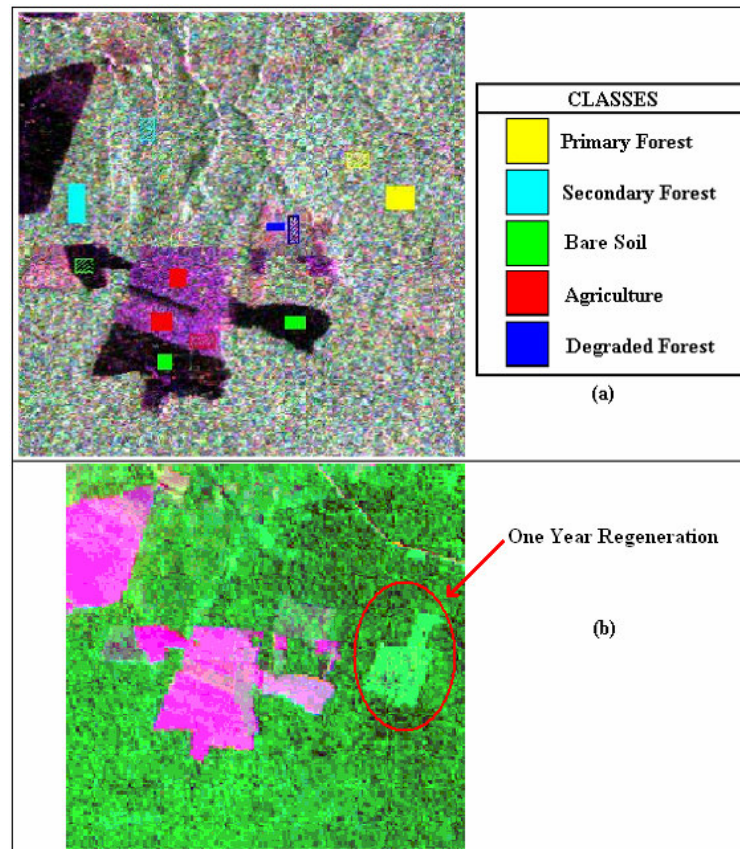 CLASSES
Primary Forest
Secondary Forest
Bare Soil
Agriculture
Degraded Forest
(a)
One Year Regeneration
(b)